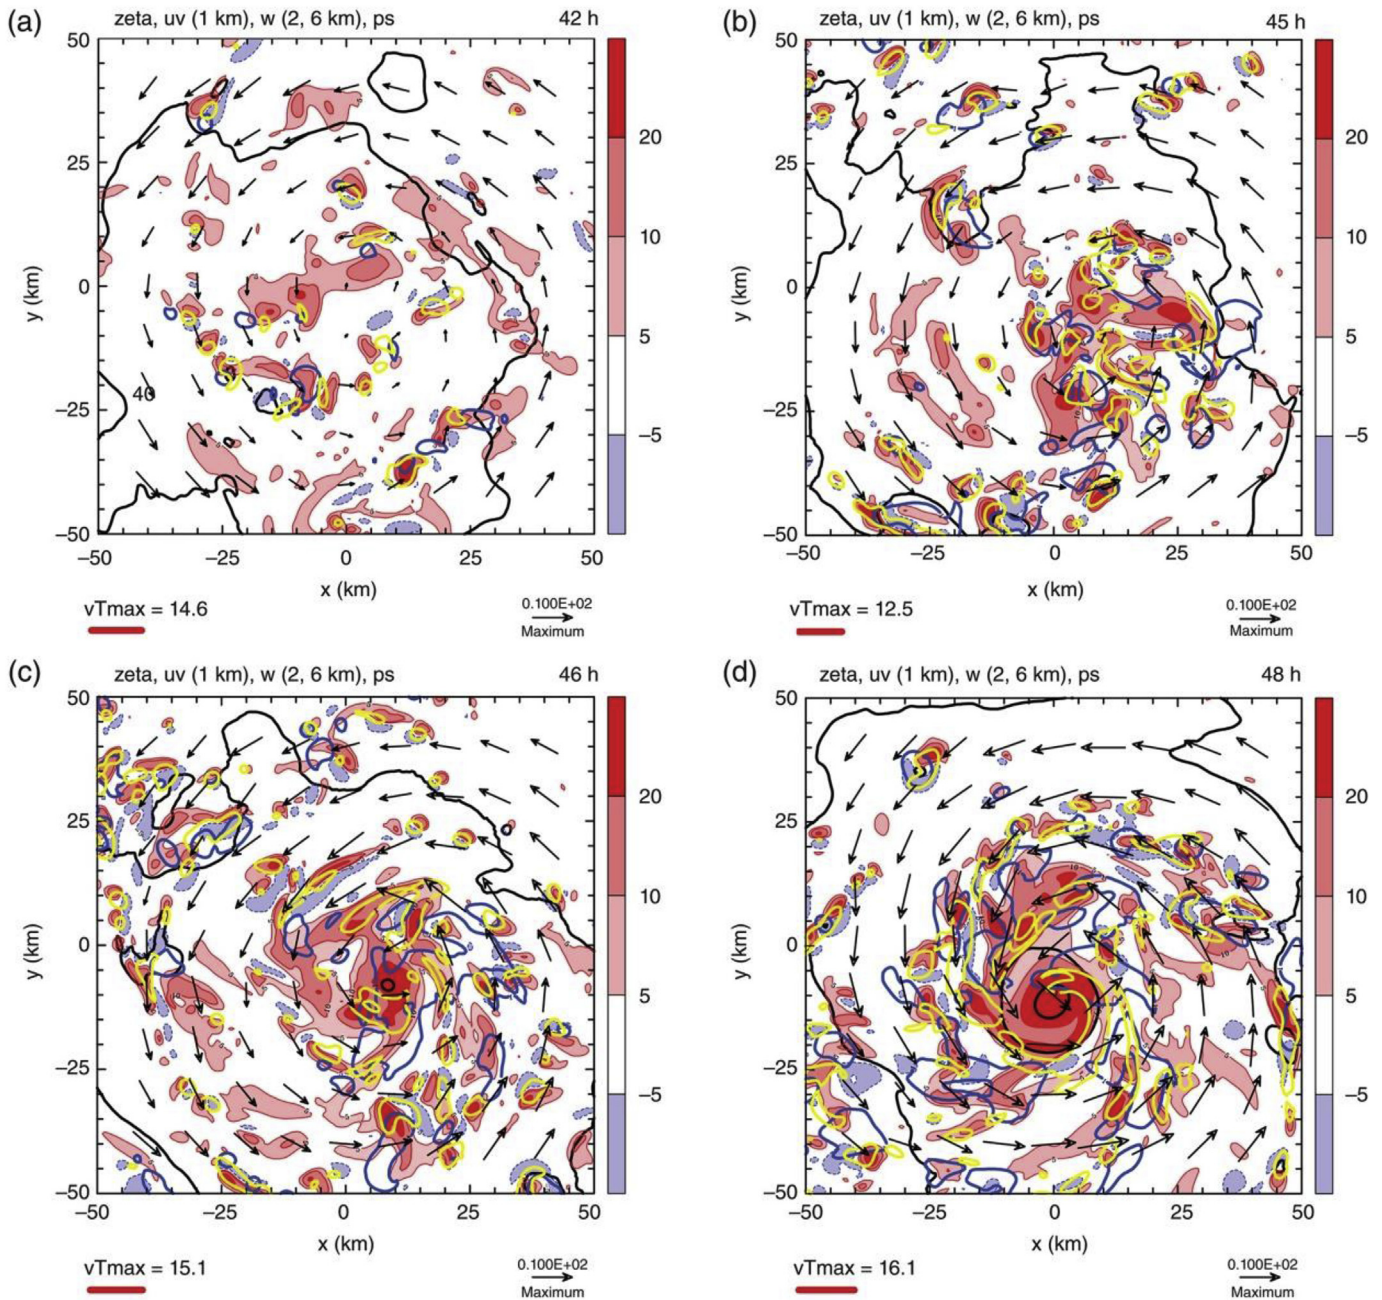 (a) zeta, uv (1 km), w (2, 6 km), ps 42 h
50
25
0
−25
−50
y (km)
40
20
10
5
−5
−50 −25 0 25 50
x (km)
vTmax = 14.6
0.100E+02
Maximum
(b) zeta, uv (1 km), w (2, 6 km), ps 45 h
50
25
0
−25
−50
y (km)
20
10
5
−5
−50 −25 0 25 50
x (km)
vTmax = 12.5
0.100E+02
Maximum
(c) zeta, uv (1 km), w (2, 6 km), ps 46 h
50
25
0
−25
−50
y (km)
20
10
5
−5
−50 −25 0 25 50
x (km)
vTmax = 15.1
0.100E+02
Maximum
(d) zeta, uv (1 km), w (2, 6 km), ps 48 h
50
25
0
−25
−50
y (km)
20
10
5
−5
−50 −25 0 25 50
x (km)
vTmax = 16.1
0.100E+02
Maximum